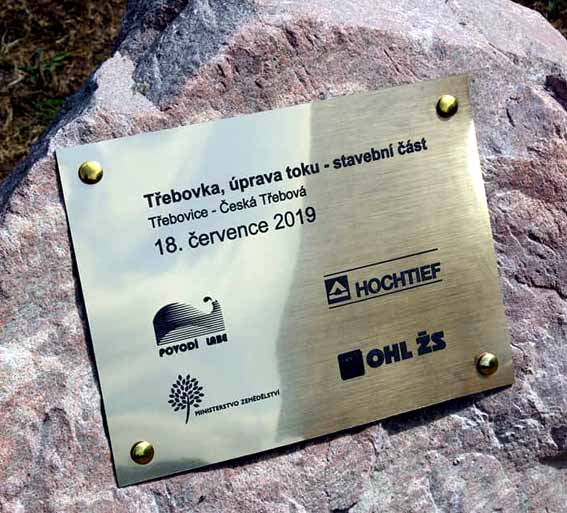 Třebovka, úprava toku - stavební část
Třebovice - Česká Třebová
18. července 2019
POVODÍ LABE
HOCHTIEF
MINISTERSTVO ZEMĚDĚLSTVÍ
OHL ŽS